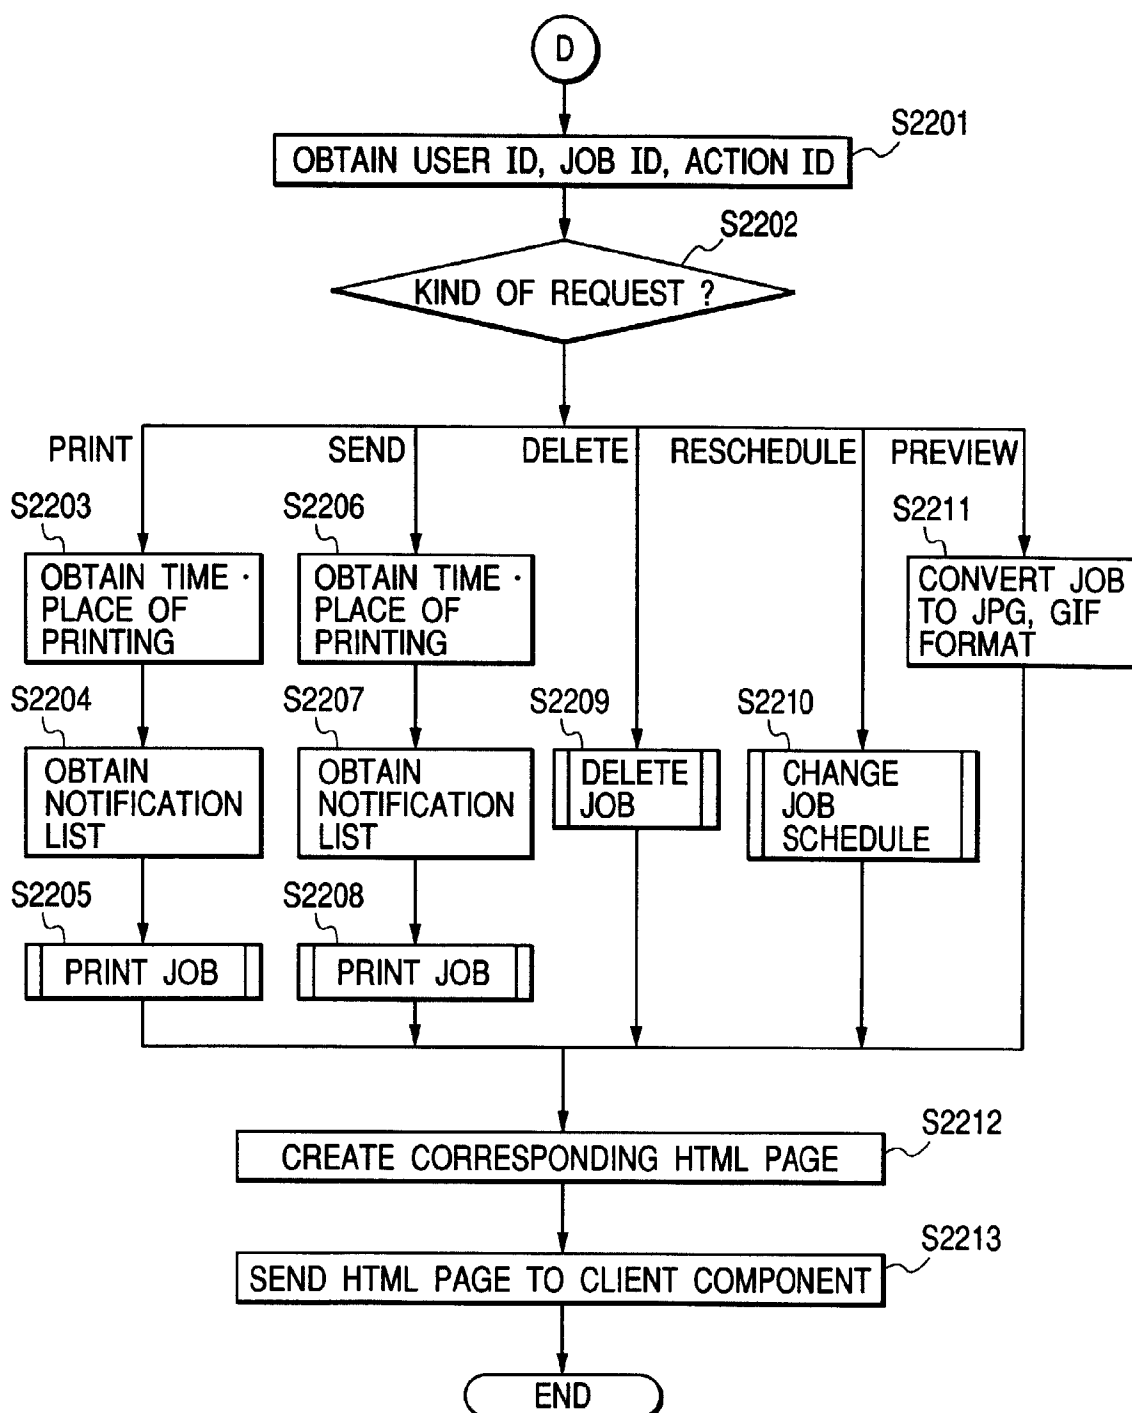 D
S2201
OBTAIN USER ID, JOB ID, ACTION ID
S2202
KIND OF REQUEST ?
PRINT
SEND
DELETE
RESCHEDULE
PREVIEW
S2203
OBTAIN TIME ·
PLACE OF
PRINTING
S2206
OBTAIN TIME ·
PLACE OF
PRINTING
S2211
CONVERT JOB
TO JPG, GIF
FORMAT
S2204
OBTAIN
NOTIFICATION
LIST
S2207
OBTAIN
NOTIFICATION
LIST
S2209
DELETE
JOB
S2210
CHANGE
JOB
SCHEDULE
S2205
PRINT JOB
S2208
PRINT JOB
S2212
CREATE CORRESPONDING HTML PAGE
S2213
SEND HTML PAGE TO CLIENT COMPONENT
END